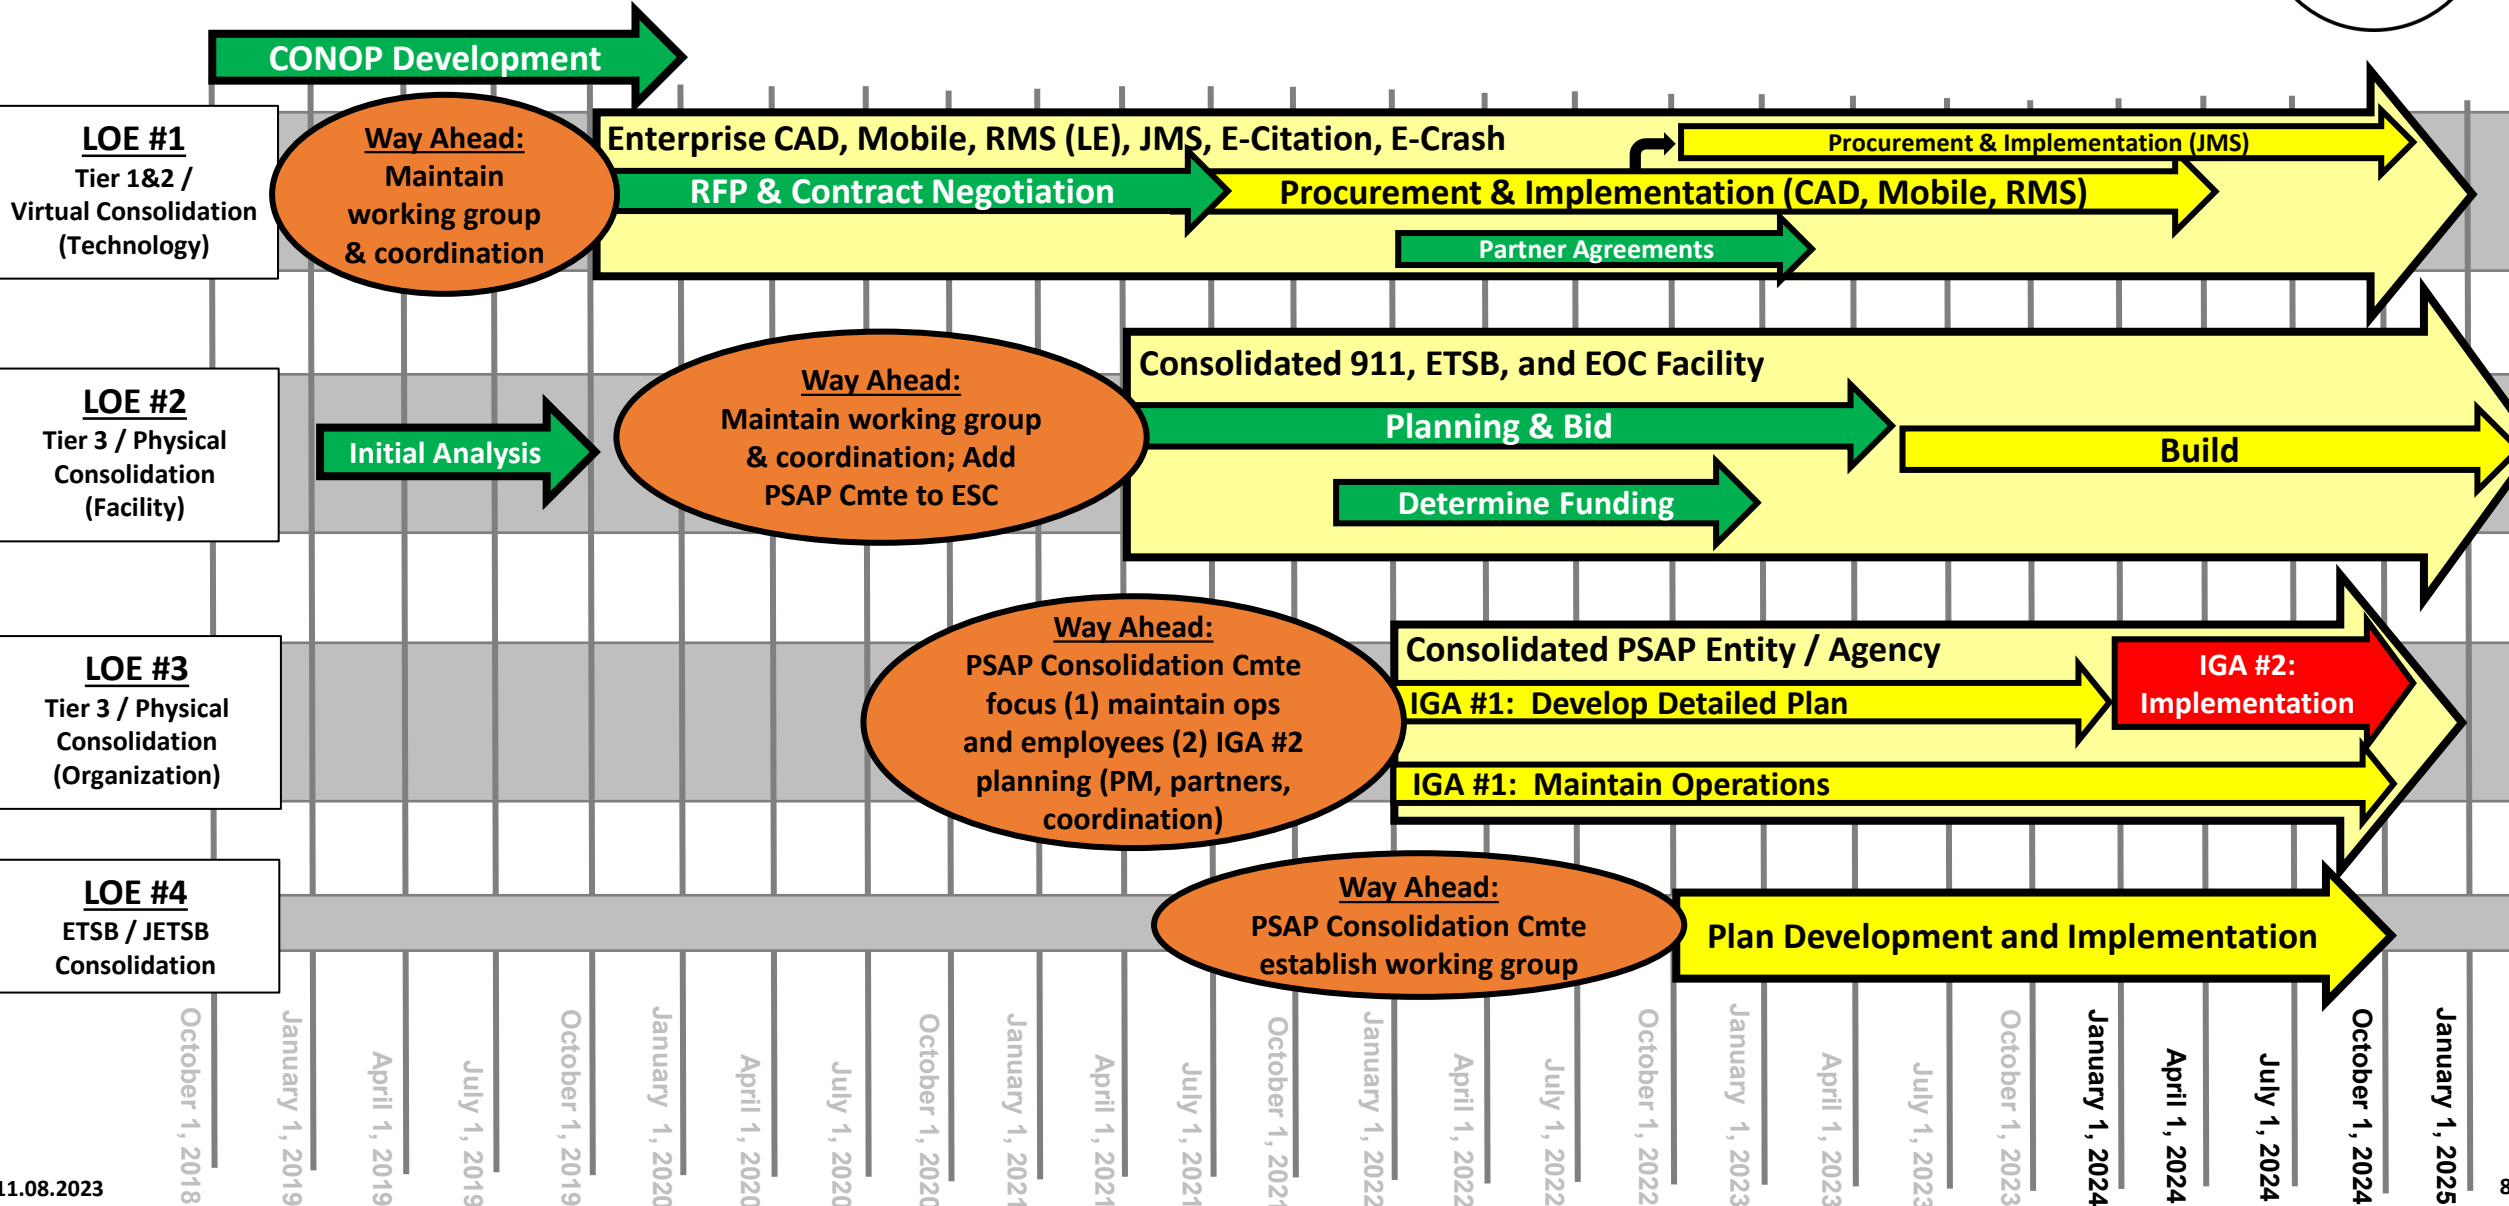 CONOP Development
LOE #1
Tier 1&2 /
Virtual Consolidation
(Technology)
Way Ahead:
Maintain
working group
& coordination
Enterprise CAD, Mobile, RMS (LE), JMS, E-Citation, E-Crash
Procurement & Implementation (JMS)
RFP & Contract Negotiation
Procurement & Implementation (CAD, Mobile, RMS)
Partner Agreements
LOE #2
Tier 3 / Physical
Consolidation
(Facility)
Initial Analysis
Way Ahead:
Maintain working group
& coordination; Add
PSAP Cmte to ESC
Consolidated 911, ETSB, and EOC Facility
Planning & Bid
Build
Determine Funding
LOE #3
Tier 3 / Physical
Consolidation
(Organization)
Way Ahead:
PSAP Consolidation Cmte
focus (1) maintain ops
and employees (2) IGA #2
planning (PM, partners,
coordination)
Consolidated PSAP Entity / Agency
IGA #2:
Implementation
IGA #1:  Develop Detailed Plan
IGA #1:  Maintain Operations
LOE #4
ETSB / JETSB
Consolidation
Way Ahead:
PSAP Consolidation Cmte
establish working group
Plan Development and Implementation
October 1, 2018
January 1, 2019
April 1, 2019
July 1, 2019
October 1, 2019
January 1, 2020
April 1, 2020
July 1, 2020
October 1, 2020
January 1, 2021
April 1, 2021
July 1, 2021
October 1, 2021
January 1, 2022
April 1, 2022
July 1, 2022
October 1, 2022
January 1, 2023
April 1, 2023
July 1, 2023
October 1, 2023
January 1, 2024
April 1, 2024
July 1, 2024
October 1, 2024
January 1, 2025
11.08.2023